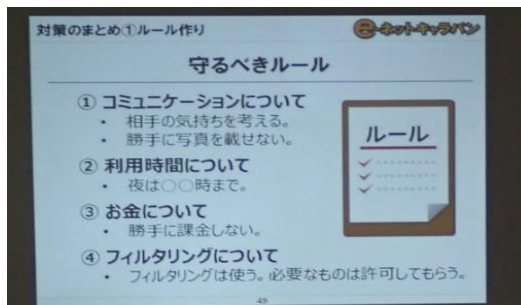 対策のまとめ①ルール作り
e-ネットキャラバン
守るべきルール
① コミュニケーションについて
・ 相手の気持ちを考える。
・ 勝手に写真を載せない。
ルール
② 利用時間について
・ 夜は〇〇時まで。
③ お金について
・ 勝手に課金しない。
④ フィルタリングについて
・ フィルタリングは使う。必要なものは許可してもらう。
49